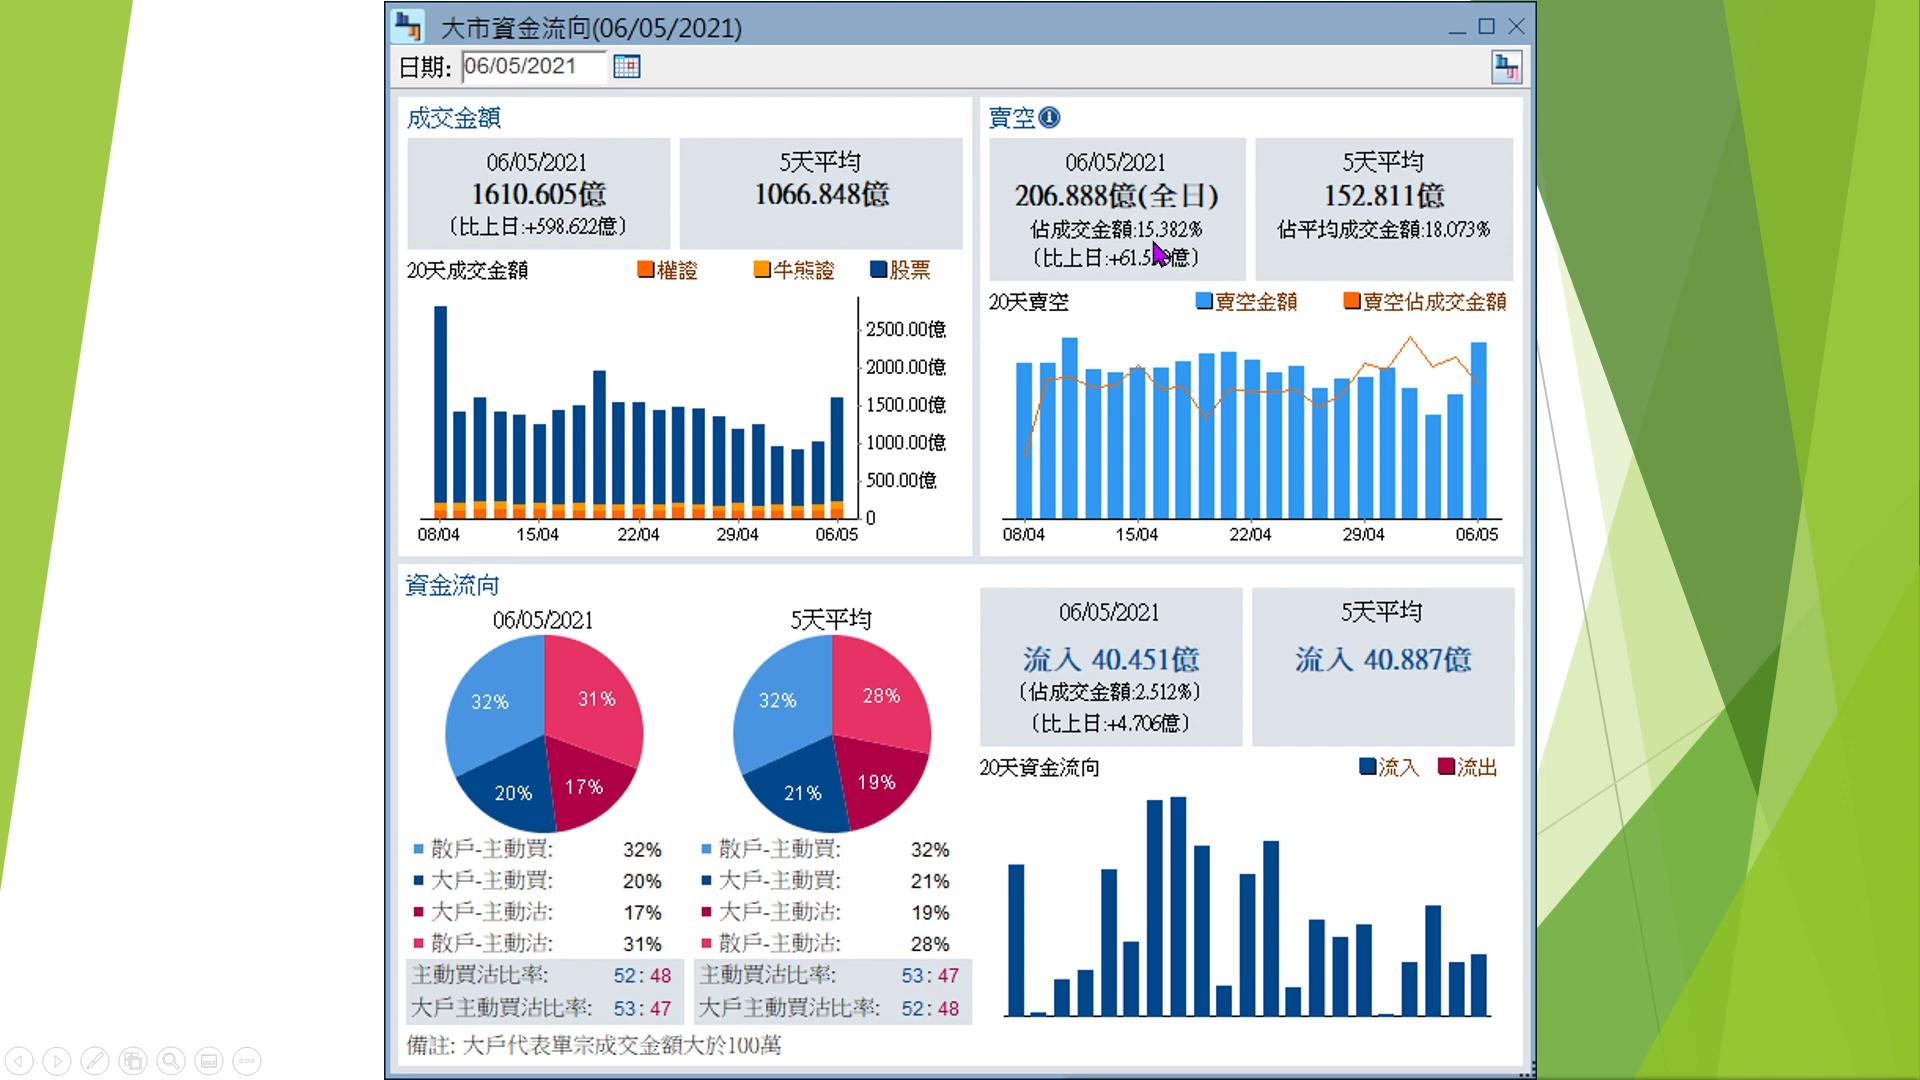 大市資金流向(06/05/2021)
日期: 06/05/2021
成交金額
06/05/2021
1610.605億
(比上日:+598.622億)
5天平均
1066.848億
20天成交金額
權證
牛熊證
股票
2500.00億
2000.00億
1500.00億
1000.00億
500.00億
0
08/04 15/04 22/04 29/04 06/05
賣空
06/05/2021
206.888億(全日)
佔成交金額:15.382%
(比上日:+61.5 億)
5天平均
152.811億
佔平均成交金額:18.073%
20天賣空
賣空金額
賣空佔成交金額
08/04 15/04 22/04 29/04 06/05
資金流向
06/05/2021
32%
31%
20%
17%
散戶-主動買: 32%
大戶-主動買: 20%
大戶-主動沽: 17%
散戶-主動沽: 31%
主動買沽比率: 52:48
大戶主動買沽比率: 53:47
5天平均
32%
28%
21%
19%
散戶-主動買: 32%
大戶-主動買: 21%
大戶-主動沽: 19%
散戶-主動沽: 28%
主動買沽比率: 53:47
大戶主動買沽比率: 52:48
備註: 大戶代表單宗成交金額大於100萬
06/05/2021
流入 40.451億
(佔成交金額:2.512%)
(比上日:+4.706億)
5天平均
流入 40.887億
20天資金流向
流入
流出